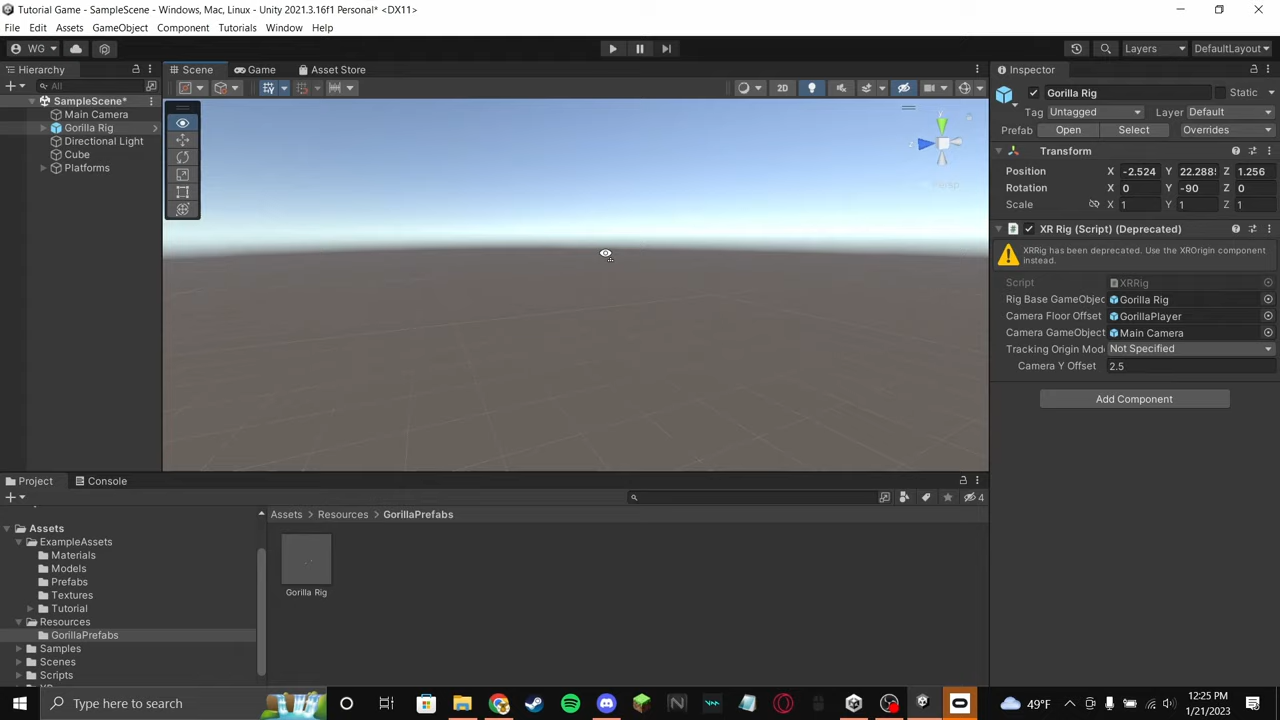 Tutorial Game - SampleScene - Windows, Mac, Linux - Unity 2021.3.16f1 Personal* <DX11>
File Edit Assets GameObject Component Tutorials Window Help
WG Layers DefaultLayout
Hierarchy Scene Game Asset Store Inspector
All 2D
SampleScene*
Main Camera
Gorilla Rig
Directional Light
Cube
Platforms
Persp
Gorilla Rig Static
Tag Untagged Layer Default
Prefab Open Select Overrides
Transform
Position X -2.524 Y 22.288 Z 1.256
Rotation X 0 Y -90 Z 0
Scale X 1 Y 1 Z 1
XR Rig (Script) (Deprecated)
XRRig has been deprecated. Use the XROrigin component
instead.
Script XRRig
Rig Base GameObjec Gorilla Rig
Camera Floor Offset GorillaPlayer
Camera GameObject Main Camera
Tracking Origin Mod Not Specified
Camera Y Offset 2.5
Add Component
Project Console
4
Assets > Resources > GorillaPrefabs
Assets
ExampleAssets
Materials
Models
Prefabs
Textures
Tutorial
Resources
GorillaPrefabs
Samples
Scenes
Scripts
Gorilla Rig
Type here to search
49°F
12:25 PM
1/21/2023